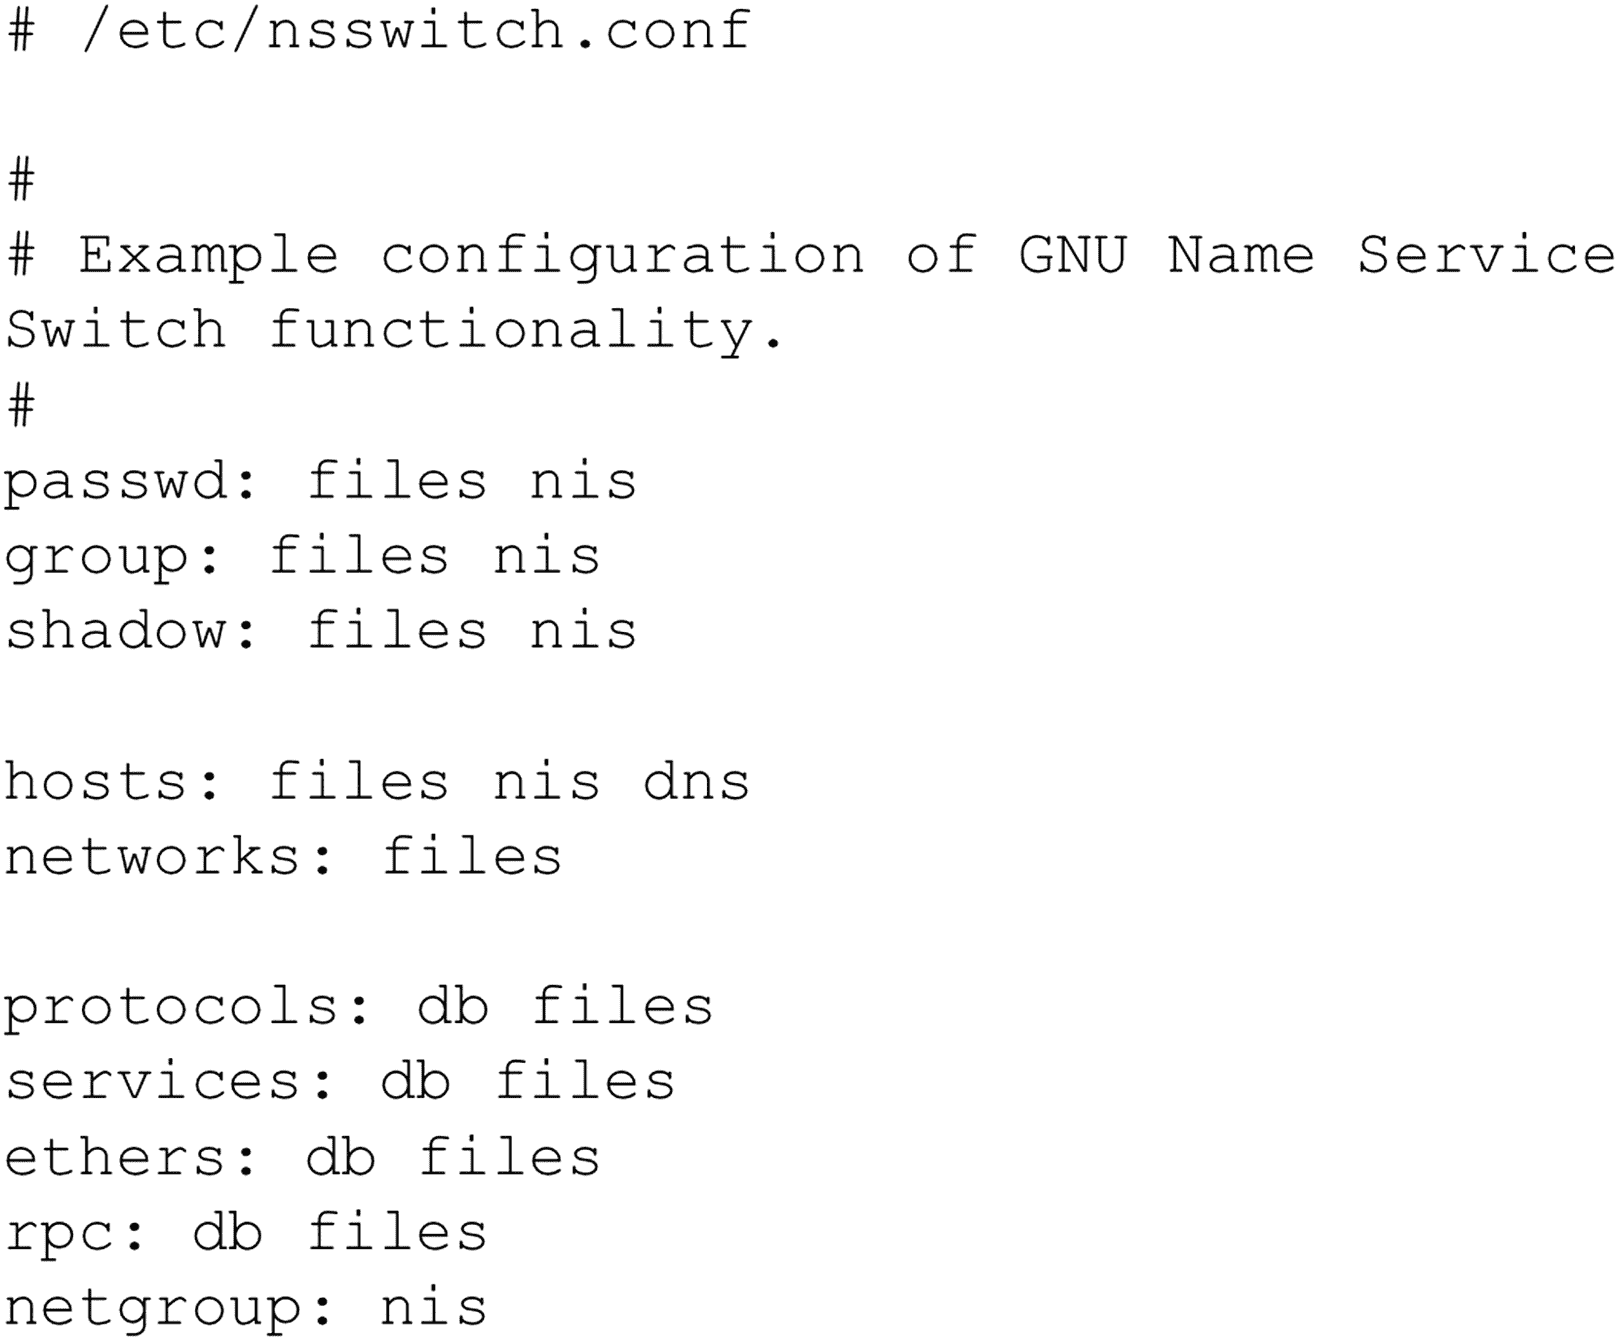 # /etc/nsswitch.conf
#
# Example configuration of GNU Name Service
Switch functionality.
#
passwd: files nis
group: files nis
shadow: files nis
hosts: files nis dns
networks: files
protocols: db files
services: db files
ethers: db files
rpc: db files
netgroup: nis